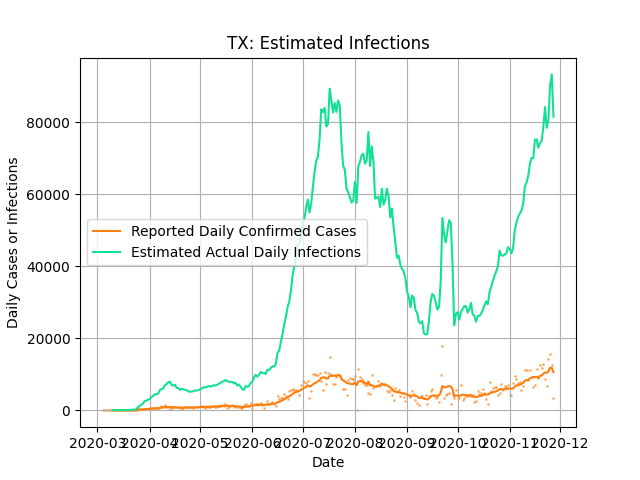 TX: Estimated Infections
Daily Cases or Infections
80000
60000
40000
20000
0
Reported Daily Confirmed Cases
Estimated Actual Daily Infections
2020-03 2020-04 2020-05 2020-06 2020-07 2020-08 2020-09 2020-10 2020-11 2020-12
Date